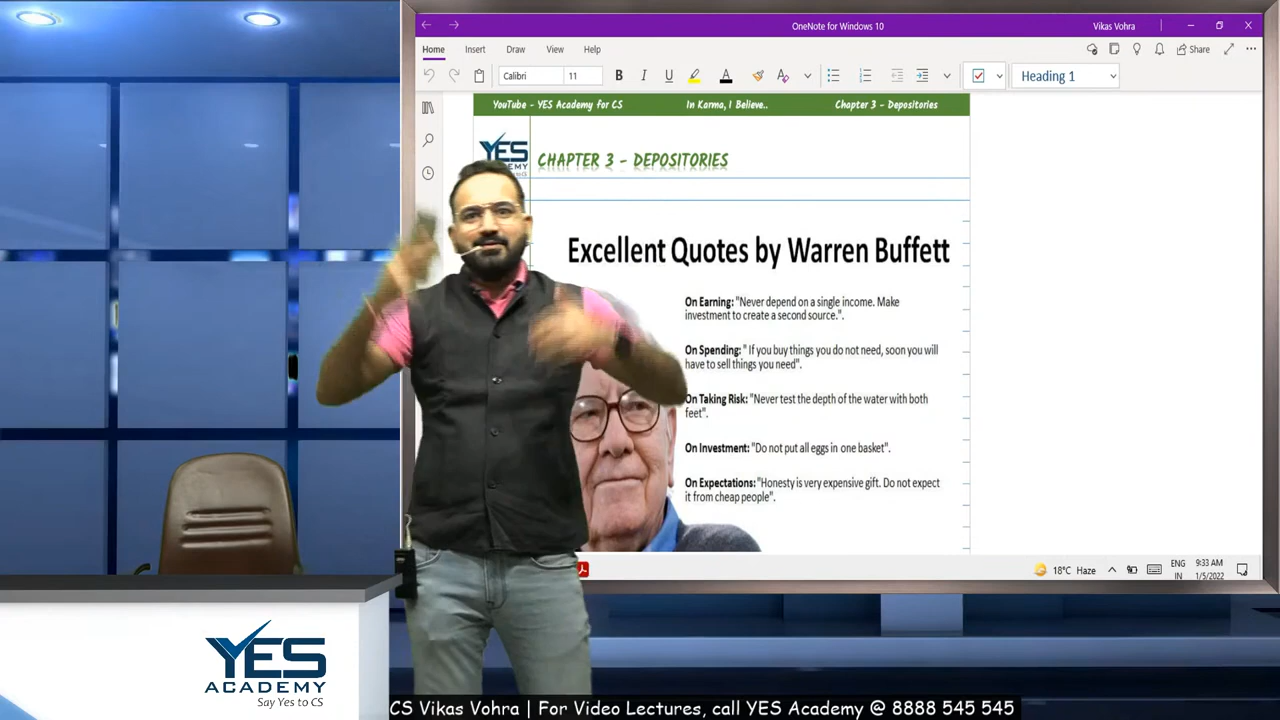 OneNote for Windows 10
Vikas Vohra
Home Insert Draw View Help
Share
Calibri 11 B I U A Heading 1
YouTube - YES Academy for CS In Karma, I Believe.. Chapter 3 - Depositories
YES
CHAPTER 3 - DEPOSITORIES
Excellent Quotes by Warren Buffett
On Earning: "Never depend on a single income. Make
investment to create a second source.".
On Spending: " If you buy things you do not need, soon you will
have to sell things you need".
On Taking Risk: "Never test the depth of the water with both
feet".
On Investment: "Do not put all eggs in one basket".
On Expectations: "Honesty is very expensive gift. Do not expect
it from cheap people".
18°C Haze
ENG
IN
9:33 AM
1/5/2022
YES
ACADEMY
Say Yes to CS
CS Vikas Vohra | For Video Lectures, call YES Academy @ 8888 545 545